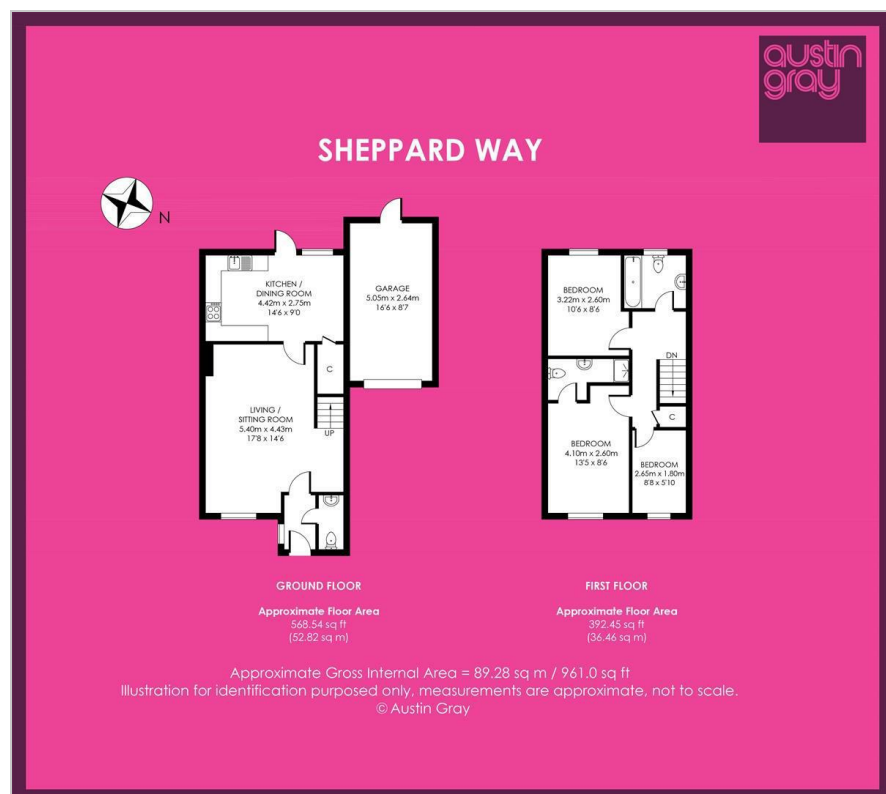 austin
gray
SHEPPARD WAY
N
KITCHEN /
DINING ROOM
4.42m x 2.75m
14'6 x 9'0
C
LIVING /
SITTING ROOM
5.40m x 4.43m
17'8 x 14'6
UP
GARAGE
5.05m x 2.64m
16'6 x 8'7
BEDROOM
3.22m x 2.60m
10'6 x 8'6
DN
C
BEDROOM
4.10m x 2.60m
13'5 x 8'6
BEDROOM
2.65m x 1.80m
8'8 x 5'10
GROUND FLOOR
Approximate Floor Area
568.54 sq ft
(52.82 sq m)
FIRST FLOOR
Approximate Floor Area
392.45 sq ft
(36.46 sq m)
Approximate Gross Internal Area = 89.28 sq m / 961.0 sq ft
Illustration for identification purposed only, measurements are approximate, not to scale.
© Austin Gray